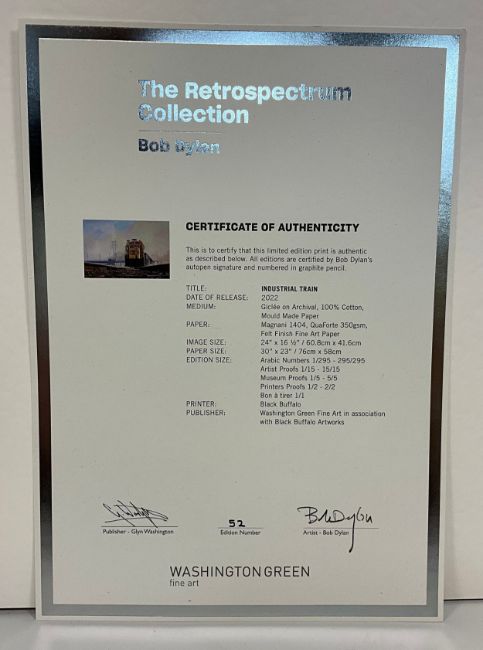 The Retrospectrum
Collection
Bob Dylan
CERTIFICATE OF AUTHENTICITY
This is to certify that this limited edition print is authentic
as described below. All editions are certified by Bob Dylan's
autopen signature and numbered in graphite pencil.
TITLE: INDUSTRIAL TRAIN
DATE OF RELEASE: 2022
MEDIUM: Giclée on Archival, 100% Cotton,
Mould Made Paper
PAPER: Magnani 1404, QuaForte 350gsm,
Felt Finish Fine Art Paper
IMAGE SIZE: 24" x 16 ½" / 60.8cm x 41.6cm
PAPER SIZE: 30" x 23" / 76cm x 58cm
EDITION SIZE: Arabic Numbers 1/295 - 295/295
Artist Proofs 1/15 - 15/15
Museum Proofs 1/5 - 5/5
Printers Proofs 1/2 - 2/2
Bon à tirer 1/1
PRINTER: Black Buffalo
PUBLISHER: Washington Green Fine Art in association
with Black Buffalo Artworks
52
Bob Dylan
Publisher - Glyn Washington
Edition Number
Artist - Bob Dylan
WASHINGTON GREEN
fine art